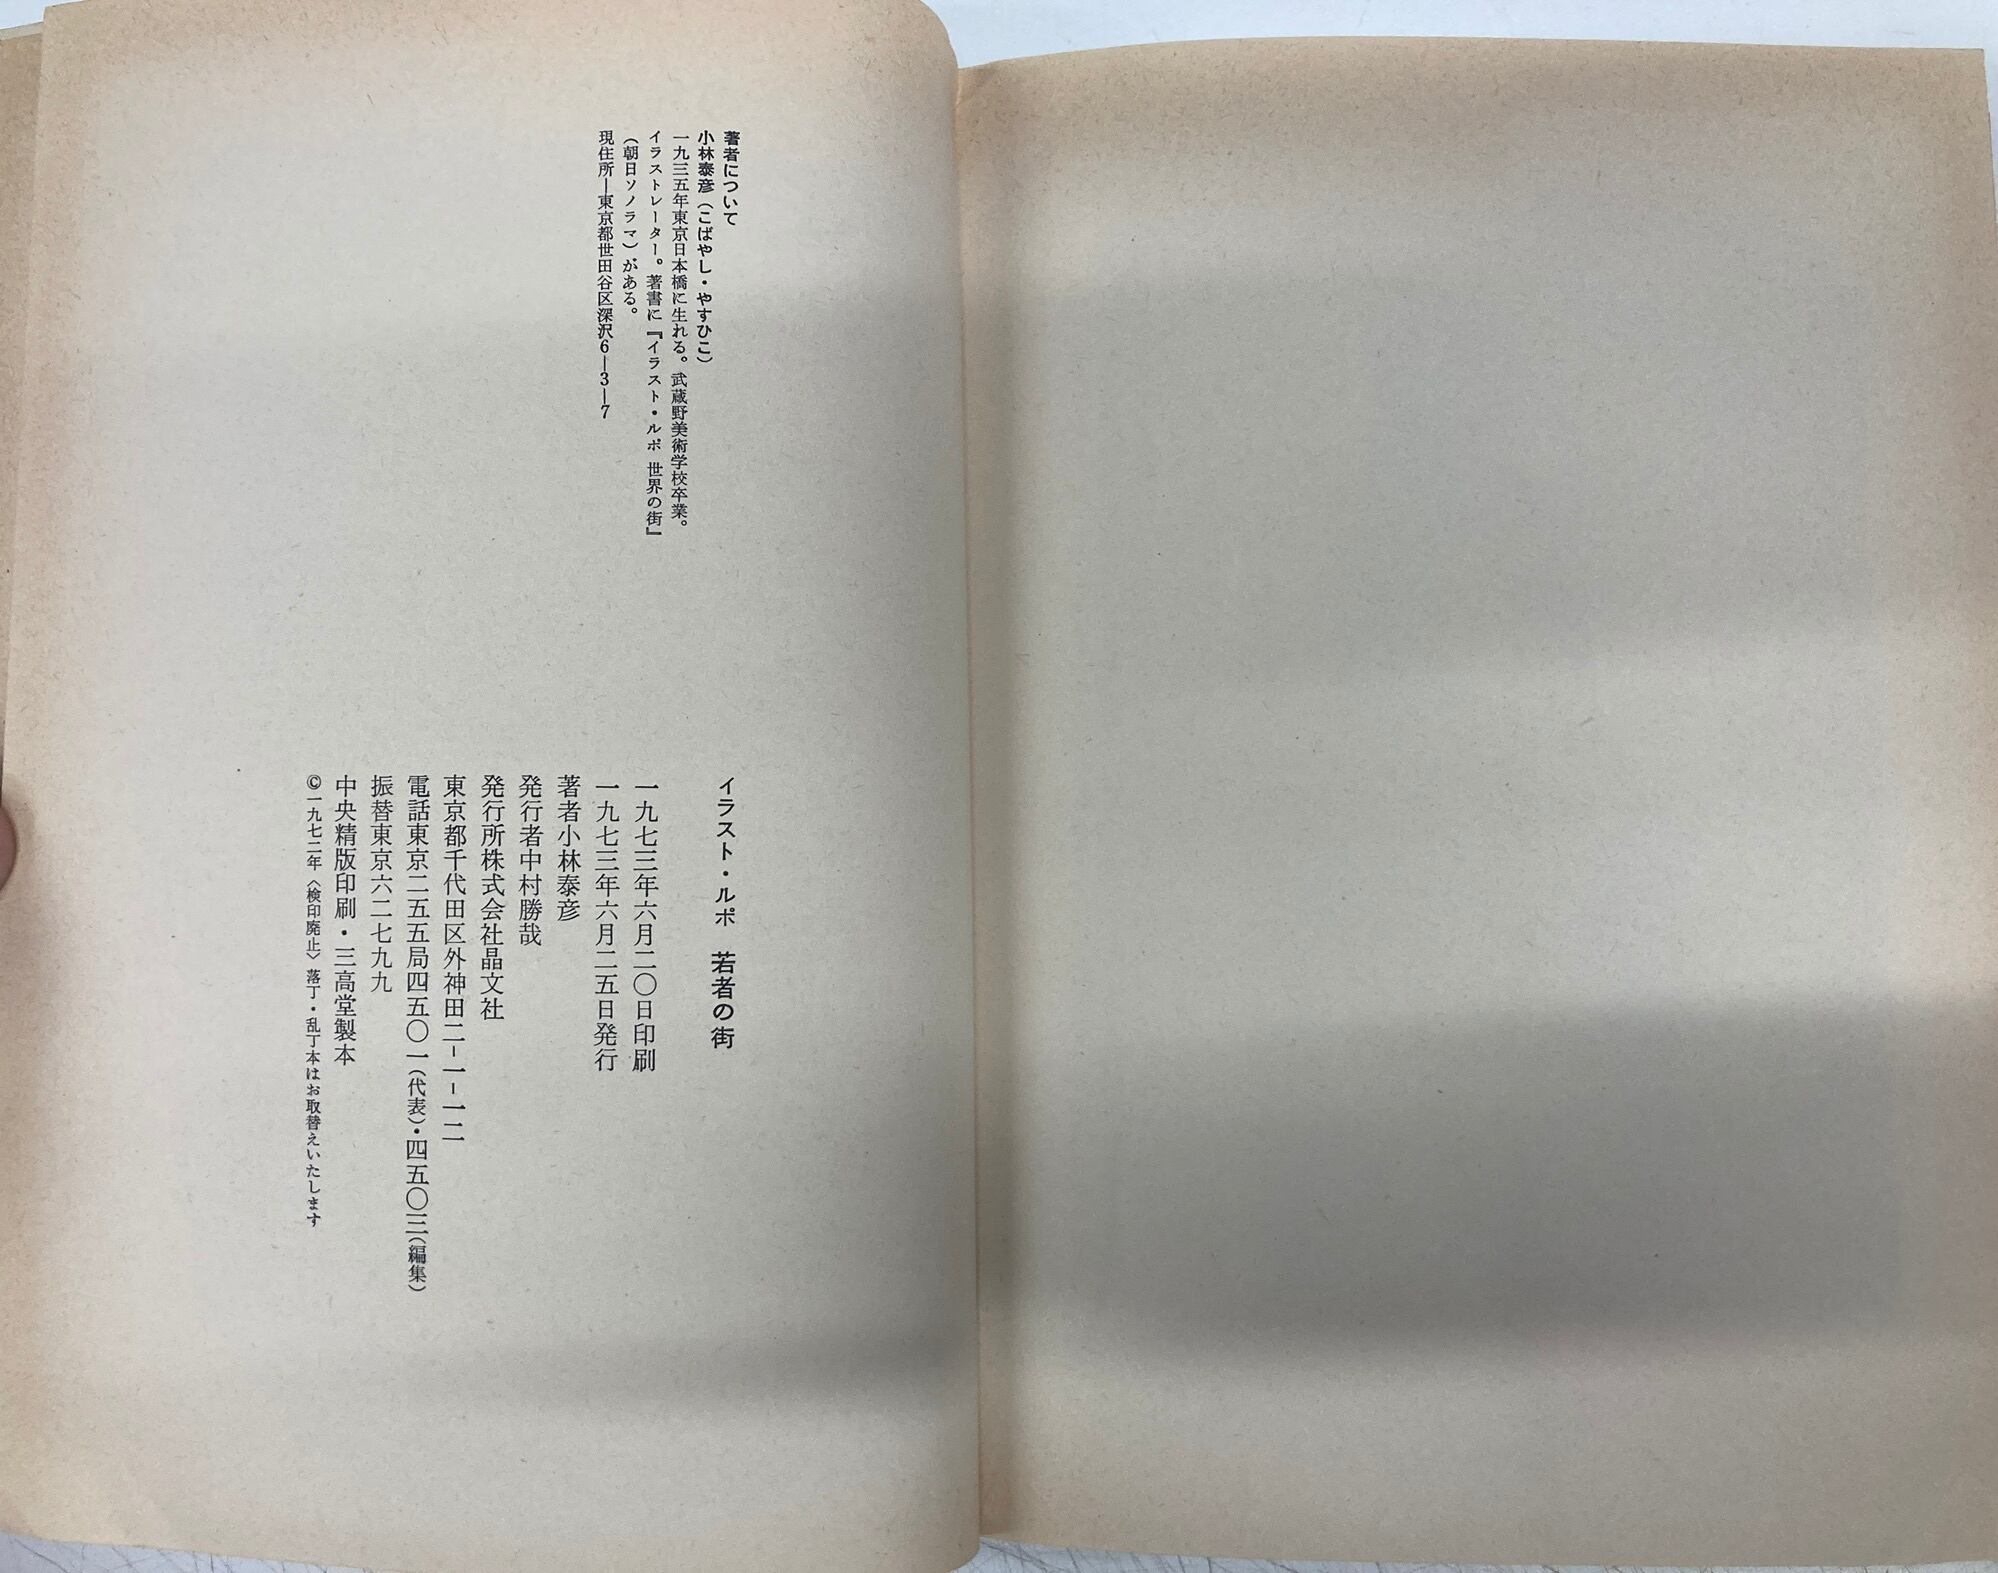 著者について
小林泰彦（こばやし・やすひこ）
一九三五年東京日本橋に生れる。武蔵野美術学校卒業。
イラストレーター。著書に『イラスト・ルポ 世界の街』
（朝日ソノラマ）がある。
現住所―東京都世田谷区深沢6―3―7
イラスト・ルポ 若者の街
一九七三年六月二〇日印刷
一九七三年六月二五日発行
著者小林泰彦
発行者中村勝哉
発行所株式会社晶文社
東京都千代田区外神田二-一-一二
電話東京二五五局四五〇一（代表）・四五〇三（編集）
振替東京六二七九九
中央精版印刷・三高堂製本
©一九七二年〈検印廃止〉落丁・乱丁本はお取替えいたします